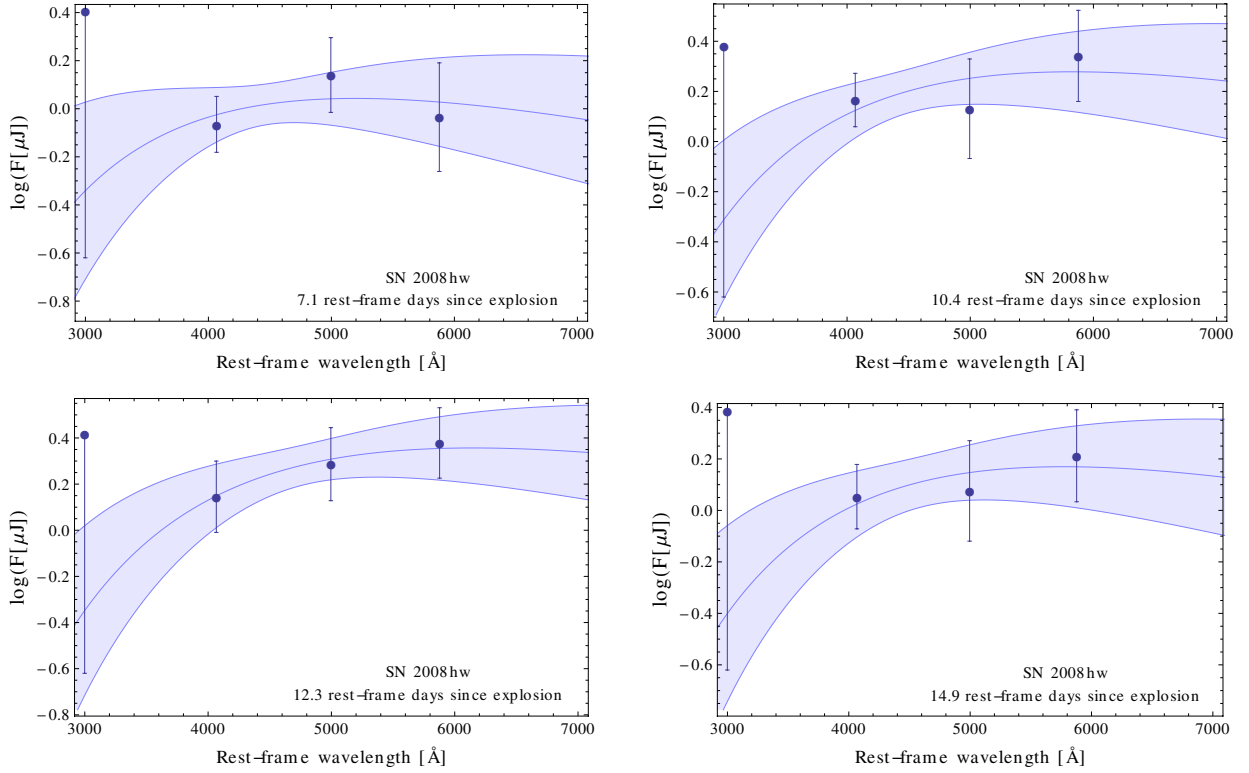 0.4
0.2
0.0
−0.2
−0.4
−0.6
−0.8
log(F[μJ])
SN 2008hw
7.1 rest−frame days since explosion
3000 4000 5000 6000 7000
Rest−frame wavelength [Å]
0.4
0.2
0.0
−0.2
−0.4
−0.6
log(F[μJ])
SN 2008hw
10.4 rest−frame days since explosion
3000 4000 5000 6000 7000
Rest−frame wavelength [Å]
0.4
0.2
0.0
−0.2
−0.4
−0.6
−0.8
log(F[μJ])
SN 2008hw
12.3 rest−frame days since explosion
3000 4000 5000 6000 7000
Rest−frame wavelength [Å]
0.4
0.2
0.0
−0.2
−0.4
−0.6
log(F[μJ])
SN 2008hw
14.9 rest−frame days since explosion
3000 4000 5000 6000 7000
Rest−frame wavelength [Å]